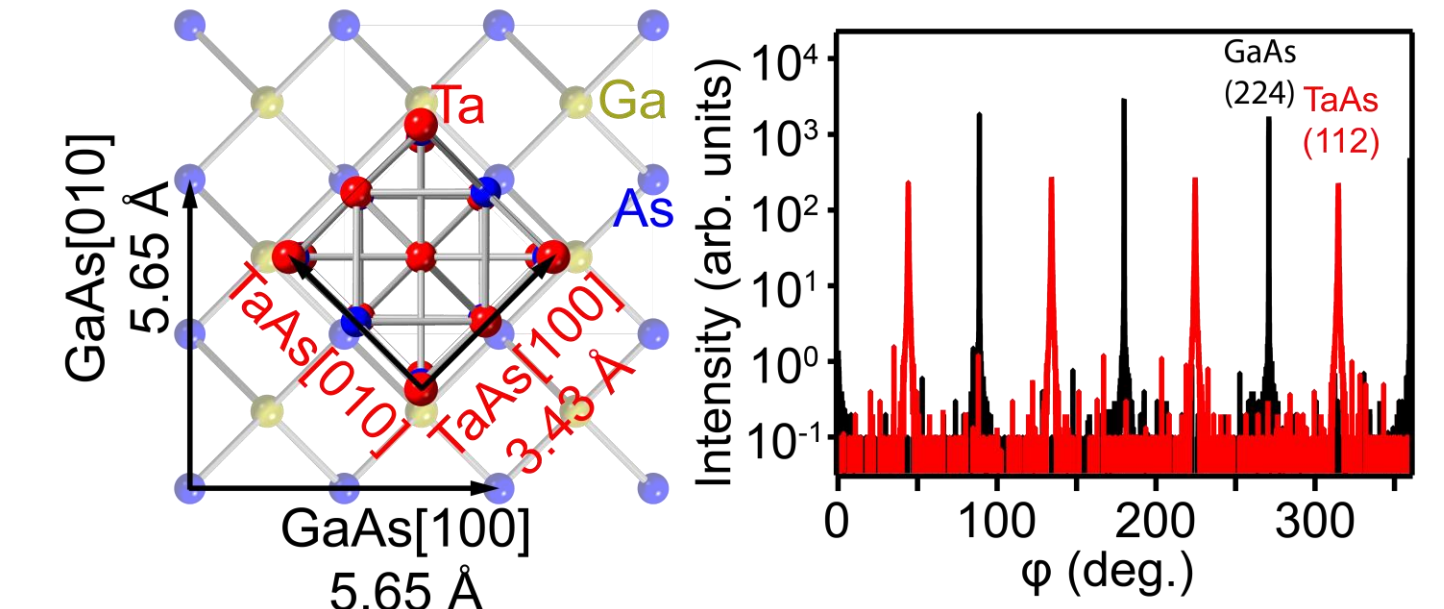 Ta
Ga
As
GaAs[010]
5.65 Å
TaAs[010]
TaAs[100]
3.43 Å
GaAs[100]
5.65 Å
Intensity (arb. units)
10⁴
10³
10²
10¹
10⁰
10⁻¹
GaAs
(224)
TaAs
(112)
0
100
200
300
φ (deg.)